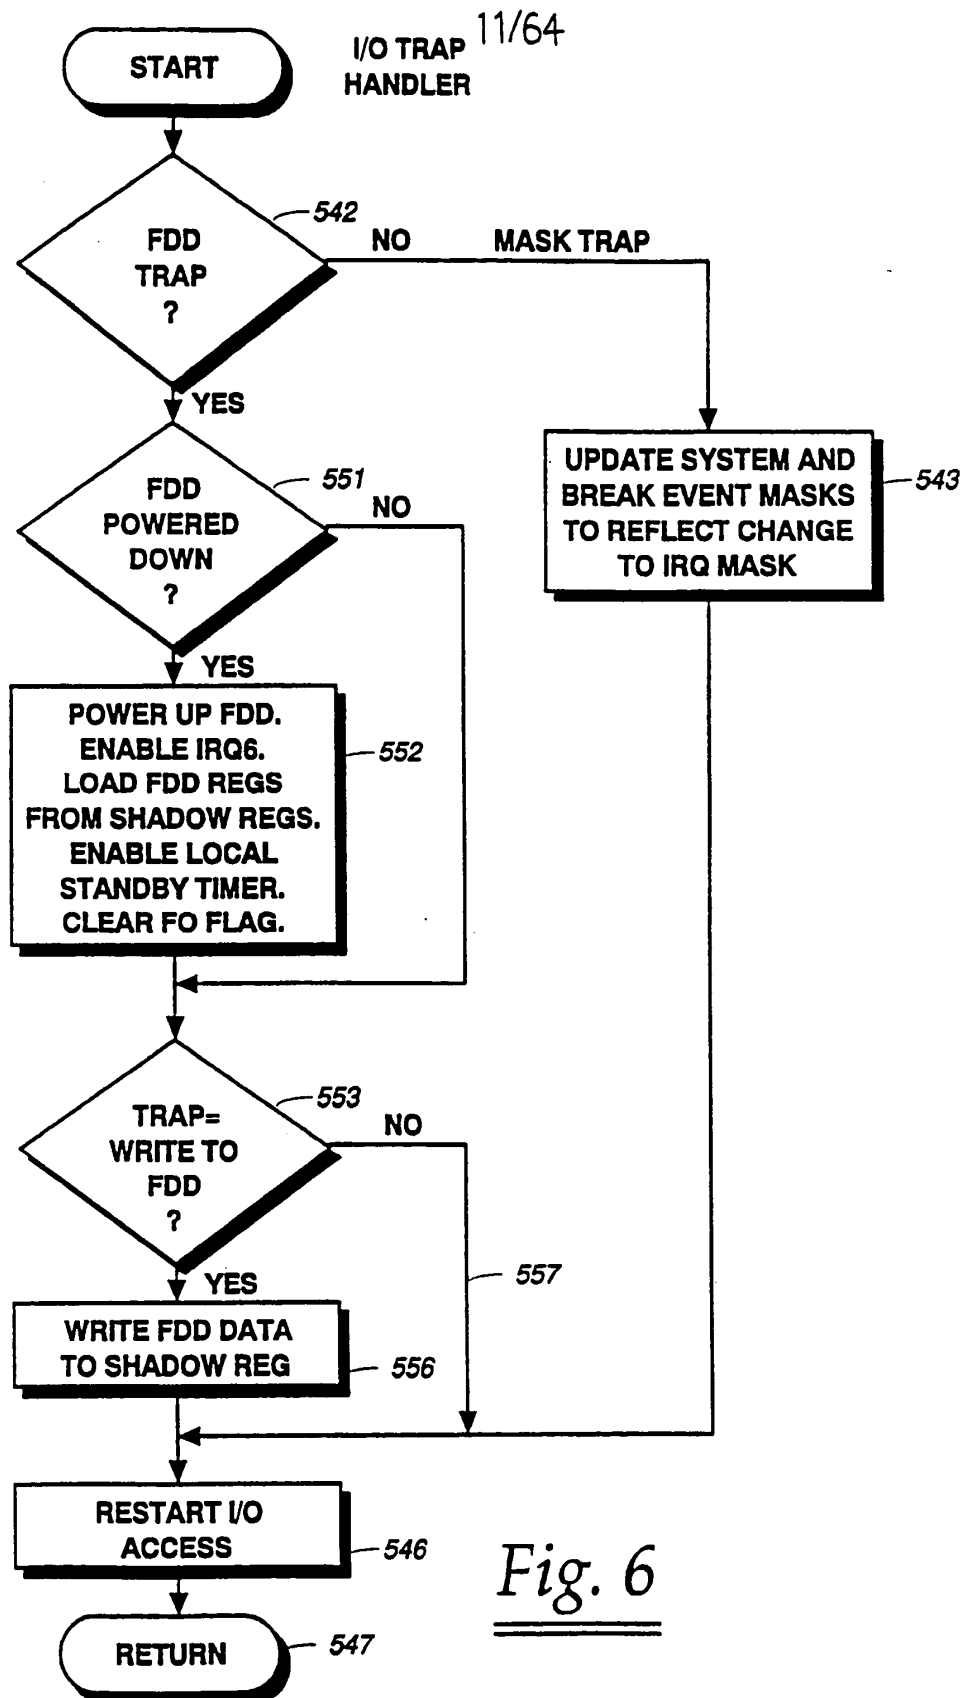 11/64
START
I/O TRAP
HANDLER
542
FDD
TRAP
?
NO
MASK TRAP
YES
551
FDD
POWERED
DOWN
?
NO
UPDATE SYSTEM AND
BREAK EVENT MASKS
TO REFLECT CHANGE
TO IRQ MASK
543
YES
POWER UP FDD.
ENABLE IRQ6.
LOAD FDD REGS
FROM SHADOW REGS.
ENABLE LOCAL
STANDBY TIMER.
CLEAR FO FLAG.
552
553
TRAP=
WRITE TO
FDD
?
NO
557
YES
WRITE FDD DATA
TO SHADOW REG
556
RESTART I/O
ACCESS
546
RETURN
547
Fig. 6